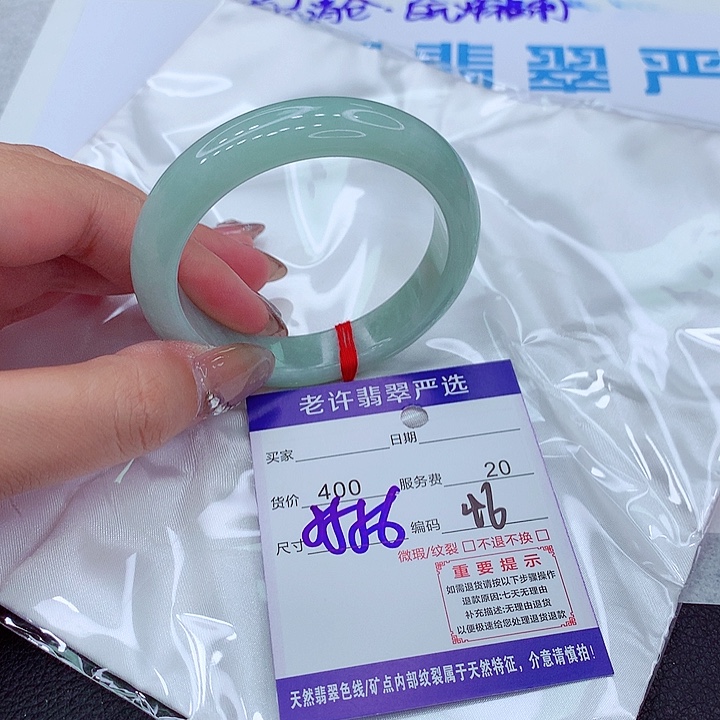 翡翠严
老许翡翠严选
买家 日期
货价 400 服务费 20
尺寸 编码 46
微瑕/纹裂 □ 不退不换 □
重要提示
如需退货请按以下步骤操作
退款原因:七天无理由
补充描述:无理由退货
以便极速给您处理退货退款
天然翡翠色线/矿点内部纹裂属于天然特征，介意请慎拍！